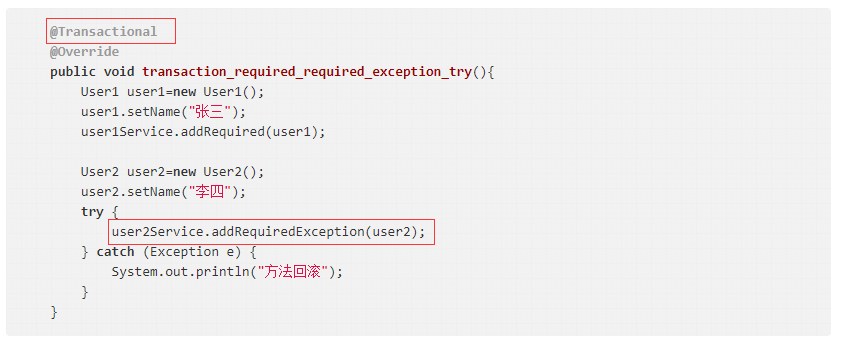 @Transactional
@Override
public void transaction_required_required_exception_try(){
    User1 user1=new User1();
    user1.setName("张三");
    user1Service.addRequired(user1);

    User2 user2=new User2();
    user2.setName("李四");
    try {
        user2Service.addRequiredException(user2);
    } catch (Exception e) {
        System.out.println("方法回滚");
    }
}